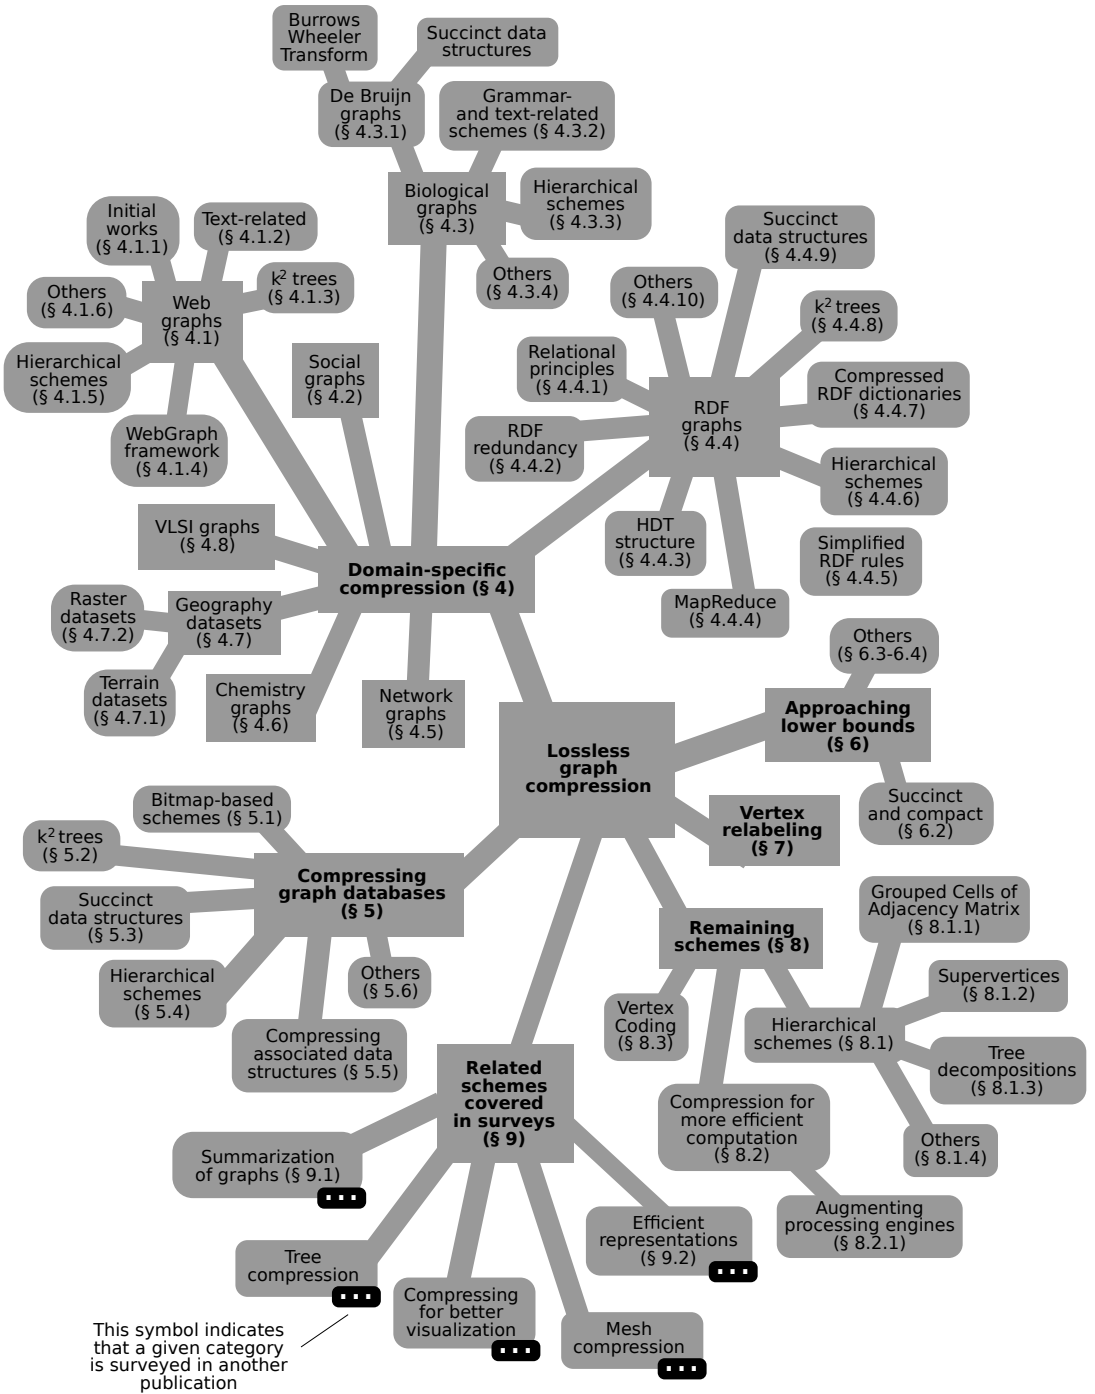 Burrows
Wheeler
Transform
Succinct data
structures
De Bruijn
graphs
(§ 4.3.1)
Grammar-
and text-related
schemes (§ 4.3.2)
Biological
graphs
(§ 4.3)
Hierarchical
schemes
(§ 4.3.3)
Others
(§ 4.3.4)
Initial
works
(§ 4.1.1)
Text-related
(§ 4.1.2)
k² trees
(§ 4.1.3)
Others
(§ 4.1.6)
Web
graphs
(§ 4.1)
Hierarchical
schemes
(§ 4.1.5)
WebGraph
framework
(§ 4.1.4)
Social
graphs
(§ 4.2)
Succinct
data structures
(§ 4.4.9)
Others
(§ 4.4.10)
k² trees
(§ 4.4.8)
Relational
principles
(§ 4.4.1)
Compressed
RDF dictionaries
(§ 4.4.7)
RDF
graphs
(§ 4.4)
RDF
redundancy
(§ 4.4.2)
Hierarchical
schemes
(§ 4.4.6)
HDT
structure
(§ 4.4.3)
Simplified
RDF rules
(§ 4.4.5)
MapReduce
(§ 4.4.4)
VLSI graphs
(§ 4.8)
Domain-specific
compression (§ 4)
Raster
datasets
(§ 4.7.2)
Geography
datasets
(§ 4.7)
Terrain
datasets
(§ 4.7.1)
Chemistry
graphs
(§ 4.6)
Network
graphs
(§ 4.5)
Others
(§ 6.3-6.4)
Approaching
lower bounds
(§ 6)
Succinct
and compact
(§ 6.2)
Lossless
graph
compression
Vertex
relabeling
(§ 7)
Bitmap-based
schemes (§ 5.1)
k² trees
(§ 5.2)
Compressing
graph databases
(§ 5)
Succinct
data structures
(§ 5.3)
Hierarchical
schemes
(§ 5.4)
Others
(§ 5.6)
Compressing
associated data
structures (§ 5.5)
Remaining
schemes (§ 8)
Grouped Cells of
Adjacency Matrix
(§ 8.1.1)
Supervertices
(§ 8.1.2)
Vertex
Coding
(§ 8.3)
Hierarchical
schemes (§ 8.1)
Tree
decompositions
(§ 8.1.3)
Others
(§ 8.1.4)
Compression for
more efficient
computation
(§ 8.2)
Augmenting
processing engines
(§ 8.2.1)
Related
schemes
covered
in surveys
(§ 9)
Summarization
of graphs (§ 9.1)
...
Efficient
representations
(§ 9.2)
...
Tree
compression
...
Compressing
for better
visualization
...
Mesh
compression
...
This symbol indicates
that a given category
is surveyed in another
publication